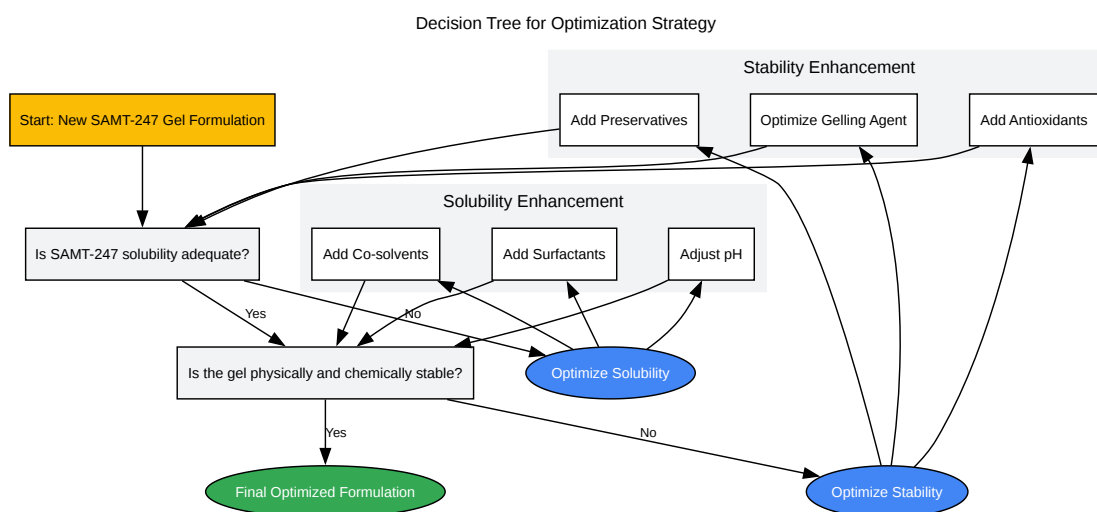 Decision Tree for Optimization Strategy
Stability Enhancement
Start: New SAMT-247 Gel Formulation
Add Preservatives
Optimize Gelling Agent
Add Antioxidants
Solubility Enhancement
Is SAMT-247 solubility adequate?
Add Co-solvents
Add Surfactants
Adjust pH
Yes
No
Is the gel physically and chemically stable?
Optimize Solubility
Yes
No
Final Optimized Formulation
Optimize Stability